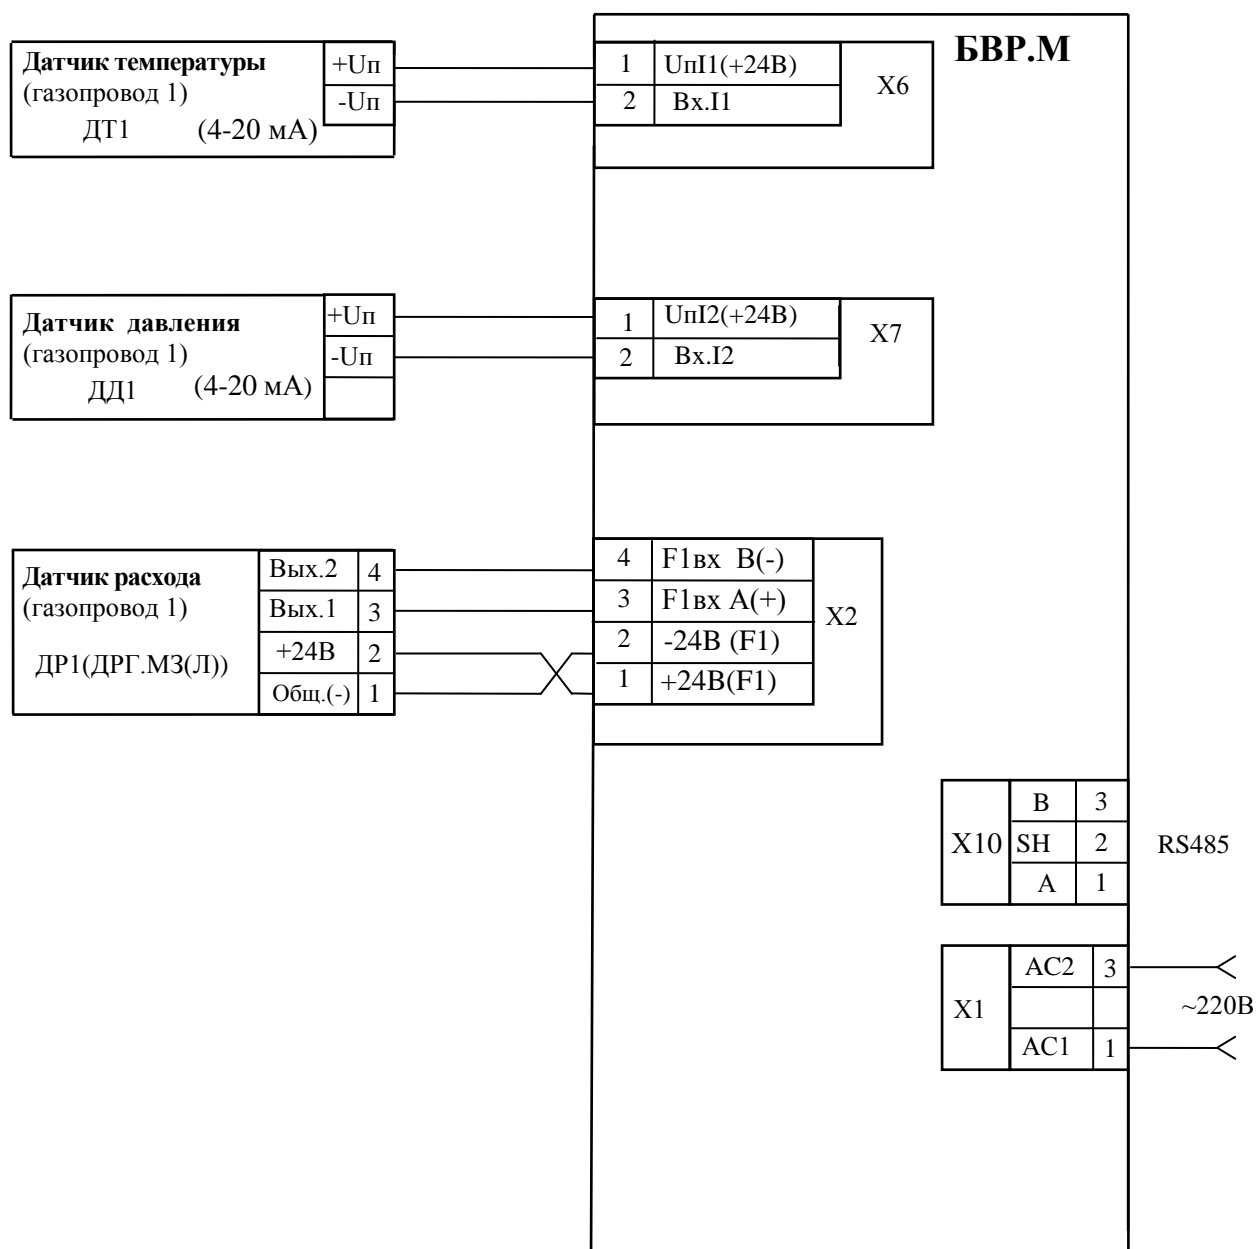 БВР.М
Датчик температуры
(газопровод 1)
ДТ1 (4-20 мА)
+Uп
-Uп
1 UпI1(+24В)
2 Вх.I1
X6
Датчик давления
(газопровод 1)
ДД1 (4-20 мА)
+Uп
-Uп
1 UпI2(+24В)
2 Вх.I2
X7
Датчик расхода
(газопровод 1)
ДР1(ДРГ.МЗ(Л))
Вых.2 4
Вых.1 3
+24В 2
Общ.(-) 1
4 F1вх В(-)
3 F1вх А(+)
2 -24В (F1)
1 +24В(F1)
X2
X10
B 3
SH 2
A 1
RS485
X1
AC2 3
AC1 1
~220В